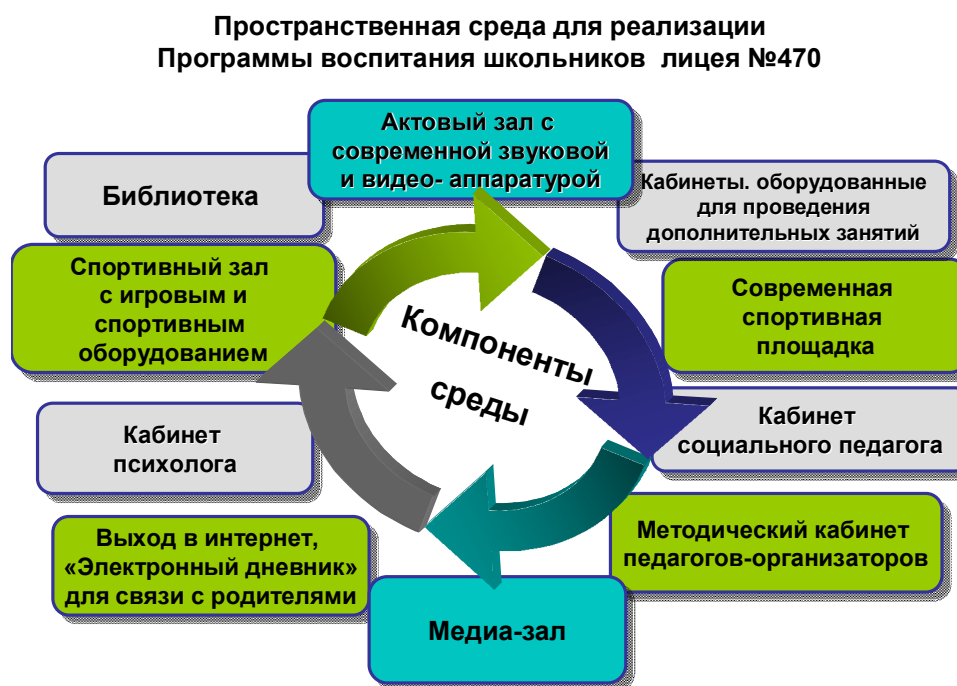 Пространственная среда для реализации
Программы воспитания школьников лицея №470
Актовый зал с
современной звуковой
и видео- аппаратурой
Библиотека
Кабинеты. оборудованные
для проведения
дополнительных занятий
Спортивный зал
с игровым и
спортивным
оборудованием
Современная
спортивная
площадка
Компоненты
среды
Кабинет
психолога
Кабинет
социального педагога
Выход в интернет,
«Электронный дневник»
для связи с родителями
Методический кабинет
педагогов-организаторов
Медиа-зал